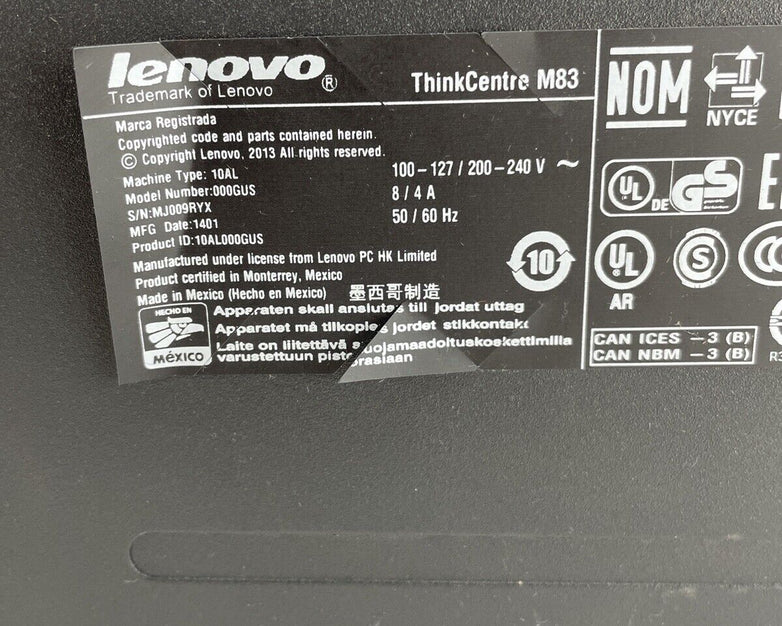 lenovo ®
Trademark of Lenovo
ThinkCentre M83
Marca Registrada
Copyrighted code and parts contained herein.
© Copyright Lenovo, 2013 All rights reserved.
Machine Type: 10AL
Model Number:000GUS
S/N:MJ009RYX
MFG Date:1401
Product ID:10AL000GUS
100-127 / 200-240 V ~
8 / 4 A
50 / 60 Hz
Manufactured under license from Lenovo PC HK Limited
Product certified in Monterrey, Mexico
Made in Mexico (Hecho en Mexico) 墨西哥制造
10
HECHO EN
MÉXICO
Apparaten skall anslutas till jordat uttag
Apparatet må tilkoples jordet stikkontakt
Laite on liitettävä suojamaadoituskoskettimilla
varustettuun pistorasiaan
NOM
NYCE
UL
DE
GS
geprüfte
Sicherheit
UL
AR
S
CAN ICES -3 (B)
CAN NBM -3 (B)